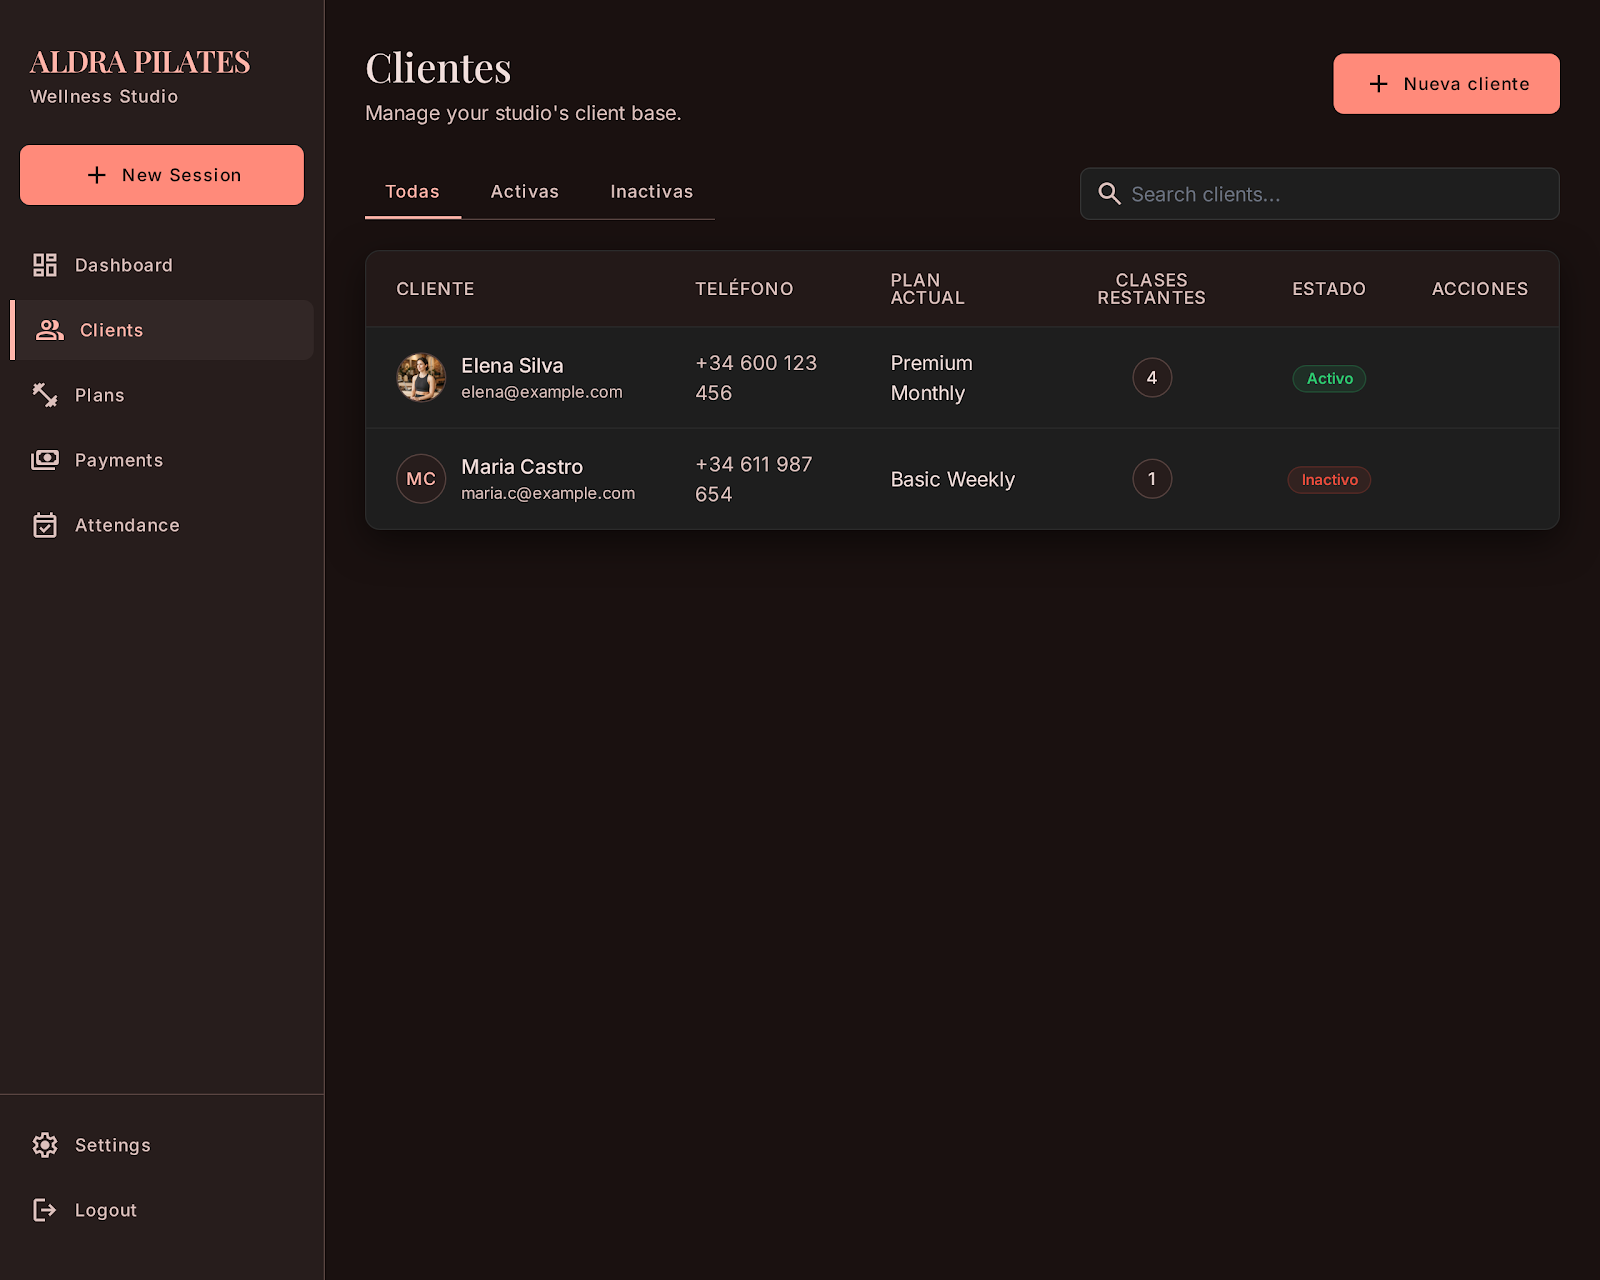 ALDRA PILATES
Wellness Studio
New Session
Dashboard
Clients
Plans
Payments
Attendance
Settings
Logout
Clientes
Manage your studio's client base.
Nueva cliente
Todas
Activas
Inactivas
Search clients...
CLIENTE
TELÉFONO
PLAN
ACTUAL
CLASES
RESTANTES
ESTADO
ACCIONES
Elena Silva
elena@example.com
+34 600 123
456
Premium
Monthly
4
Activo
MC
Maria Castro
maria.c@example.com
+34 611 987
654
Basic Weekly
1
Inactivo